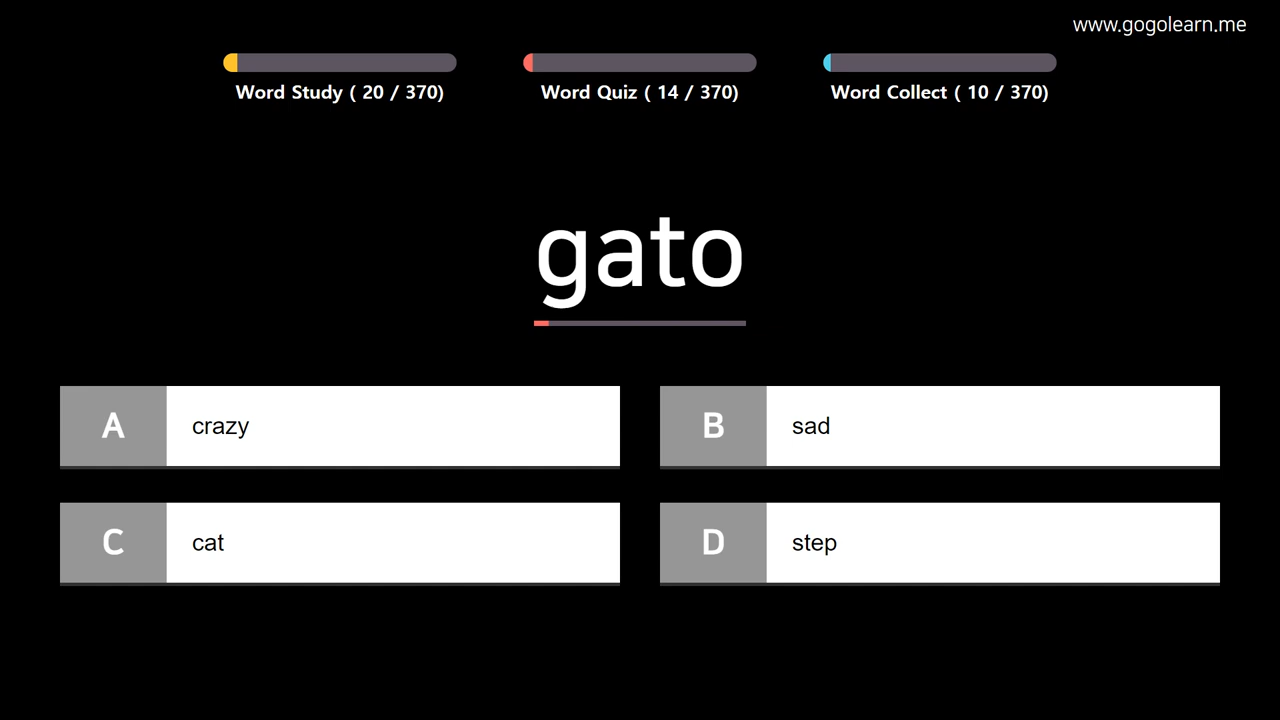 www.gogolearn.me
Word Study ( 20 / 370)
Word Quiz ( 14 / 370)
Word Collect ( 10 / 370)
gato
A crazy
B sad
C cat
D step